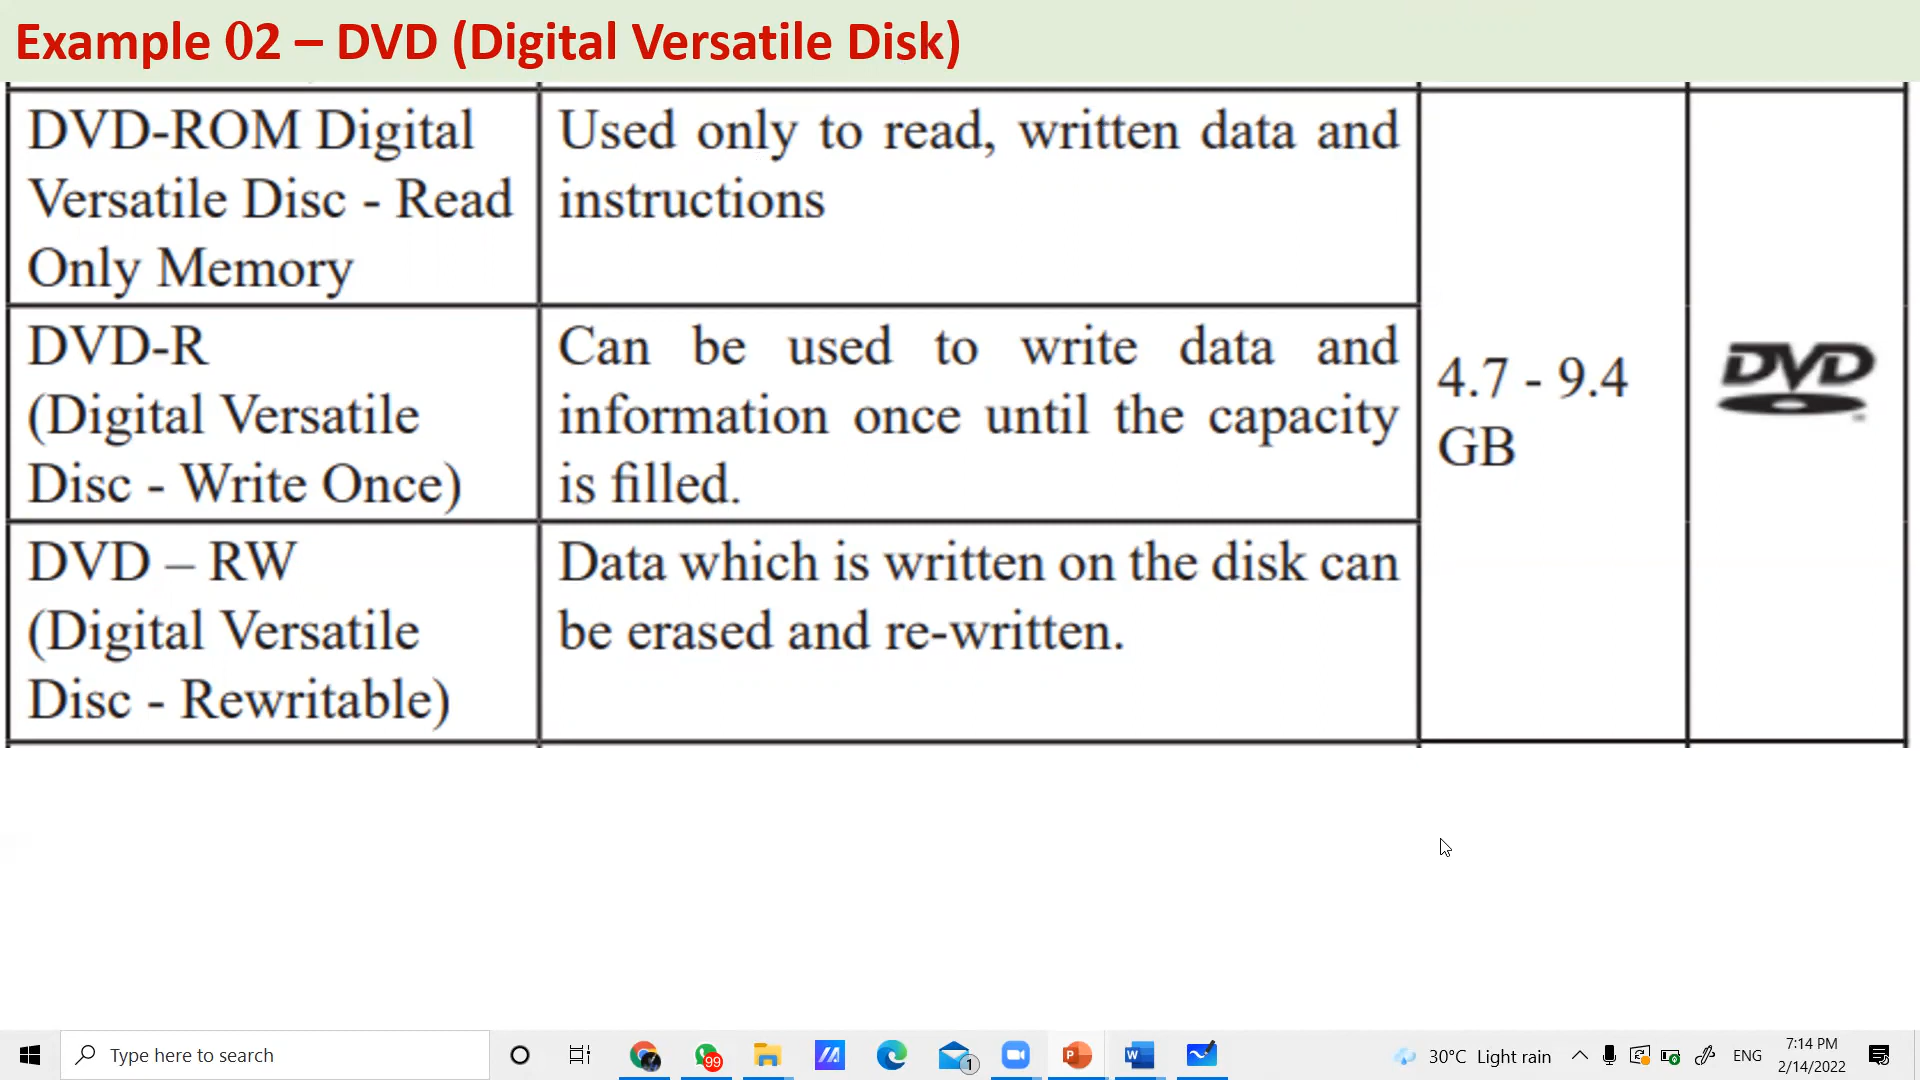 Example 02 – DVD (Digital Versatile Disk)
DVD-ROM Digital
Versatile Disc - Read
Only Memory
Used only to read, written data and
instructions
DVD-R
(Digital Versatile
Disc - Write Once)
Can be used to write data and
information once until the capacity
is filled.
DVD – RW
(Digital Versatile
Disc - Rewritable)
Data which is written on the disk can
be erased and re-written.
4.7 - 9.4
GB
DVD
Type here to search
99
1
P
W
30°C Light rain
ENG
7:14 PM
2/14/2022